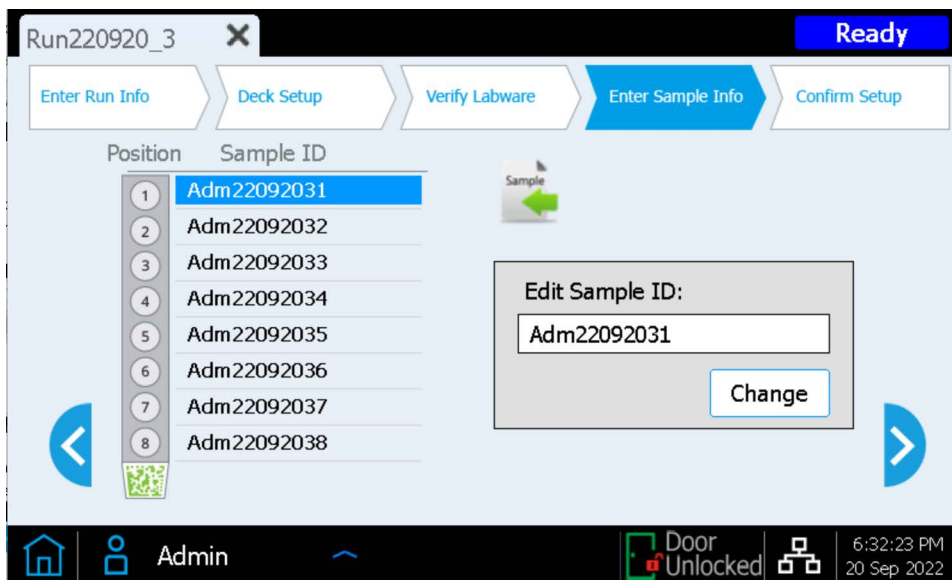 Run220920_3
Ready
Enter Run Info
Deck Setup
Verify Labware
Enter Sample Info
Confirm Setup
Position Sample ID
1 Adm22092031
2 Adm22092032
3 Adm22092033
4 Adm22092034
5 Adm22092035
6 Adm22092036
7 Adm22092037
8 Adm22092038
Sample
Edit Sample ID:
Adm22092031
Change
Admin
Door
Unlocked
6:32:23 PM
20 Sep 2022